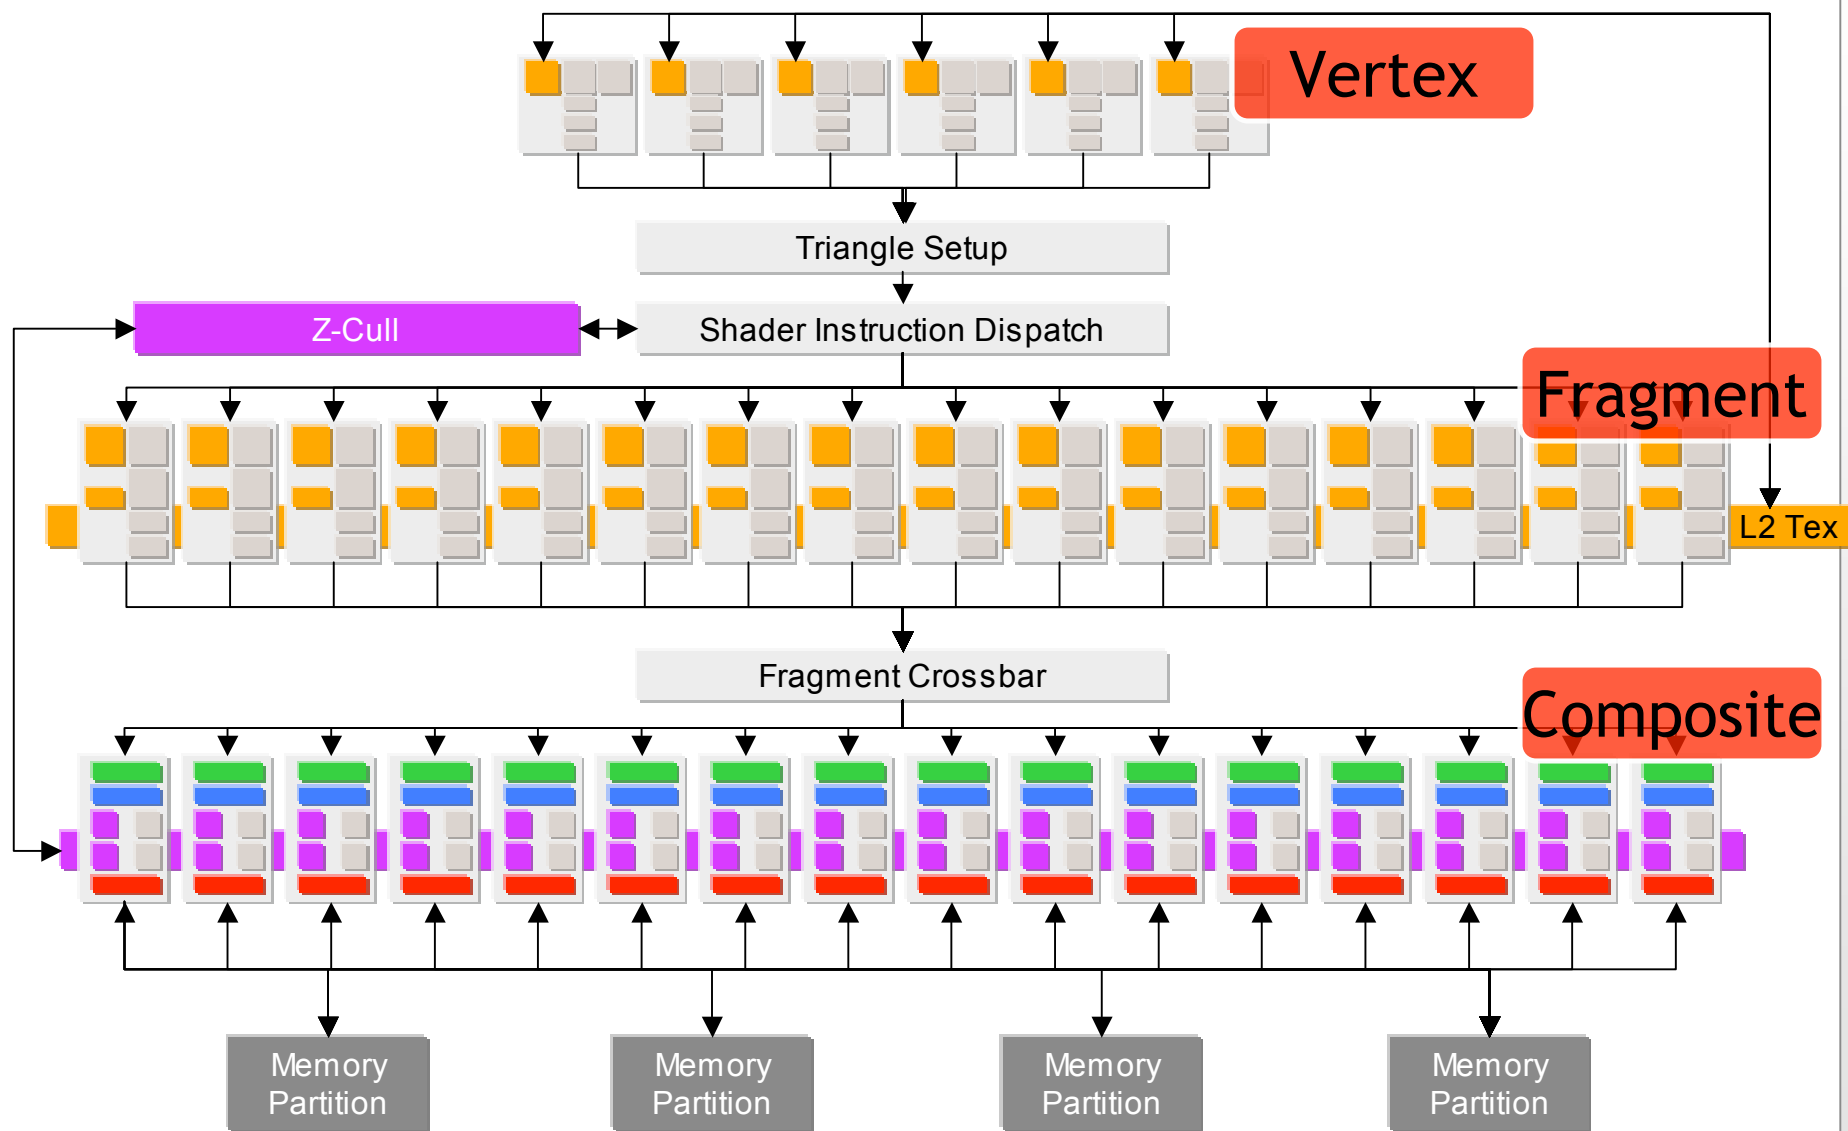 Vertex
Triangle Setup
Z-Cull
Shader Instruction Dispatch
Fragment
L2 Tex
Fragment Crossbar
Composite
Memory
Partition
Memory
Partition
Memory
Partition
Memory
Partition